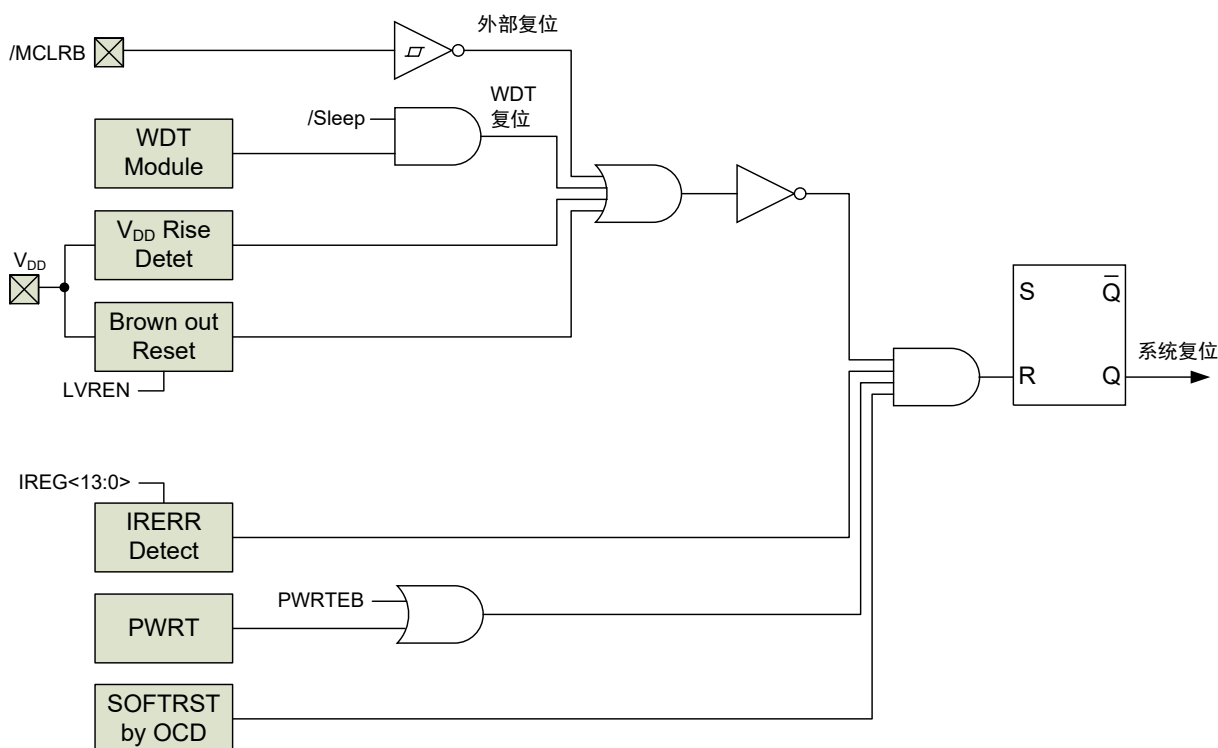 外部复位
/MCLRB
WDT
复位
/Sleep
WDT
Module
VDD Rise
Detet
VDD
Brown out
Reset
LVREN
S
Q̅
系统复位
R
Q
IREG<13:0>
IRERR
Detect
PWRTEB
PWRT
SOFTRST
by OCD